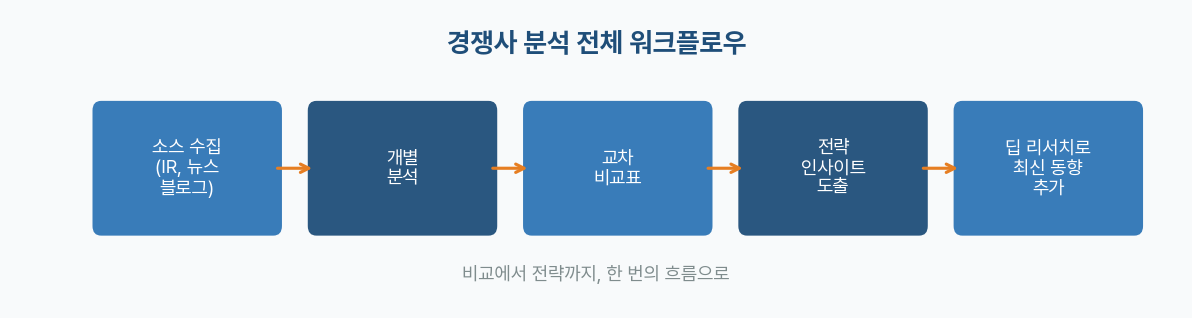 경쟁사 분석 전체 워크플로우
소스 수집
(IR, 뉴스
블로그)
개별
분석
교차
비교표
전략
인사이트
도출
딥 리서치로
최신 동향
추가
비교에서 전략까지, 한 번의 흐름으로